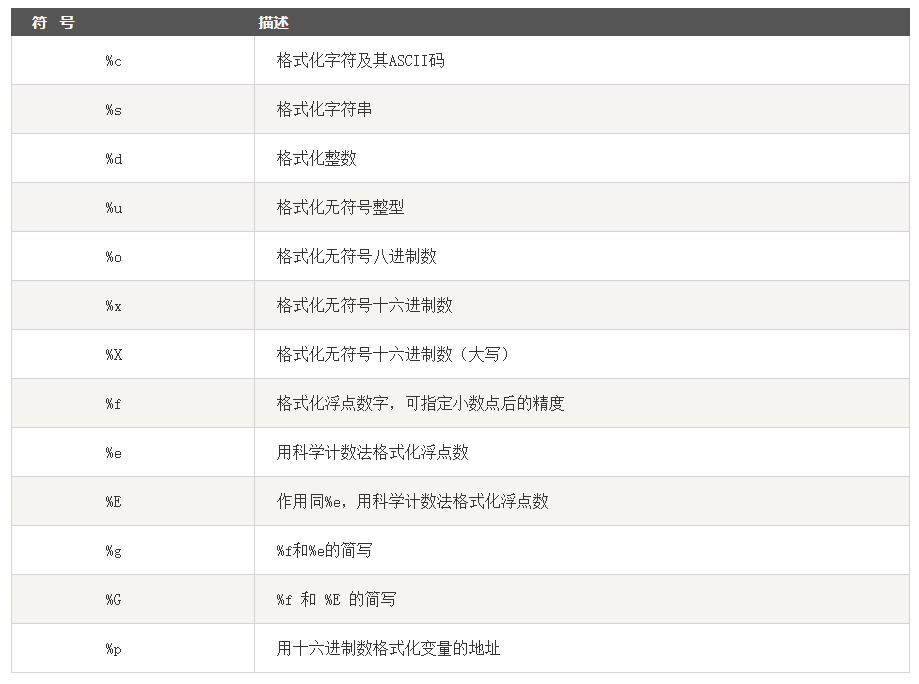 符 号 描述
%c 格式化字符及其ASCII码
%s 格式化字符串
%d 格式化整数
%u 格式化无符号整型
%o 格式化无符号八进制数
%x 格式化无符号十六进制数
%X 格式化无符号十六进制数（大写）
%f 格式化浮点数字，可指定小数点后的精度
%e 用科学计数法格式化浮点数
%E 作用同%e，用科学计数法格式化浮点数
%g %f和%e的简写
%G %f 和 %E 的简写
%p 用十六进制数格式化变量的地址